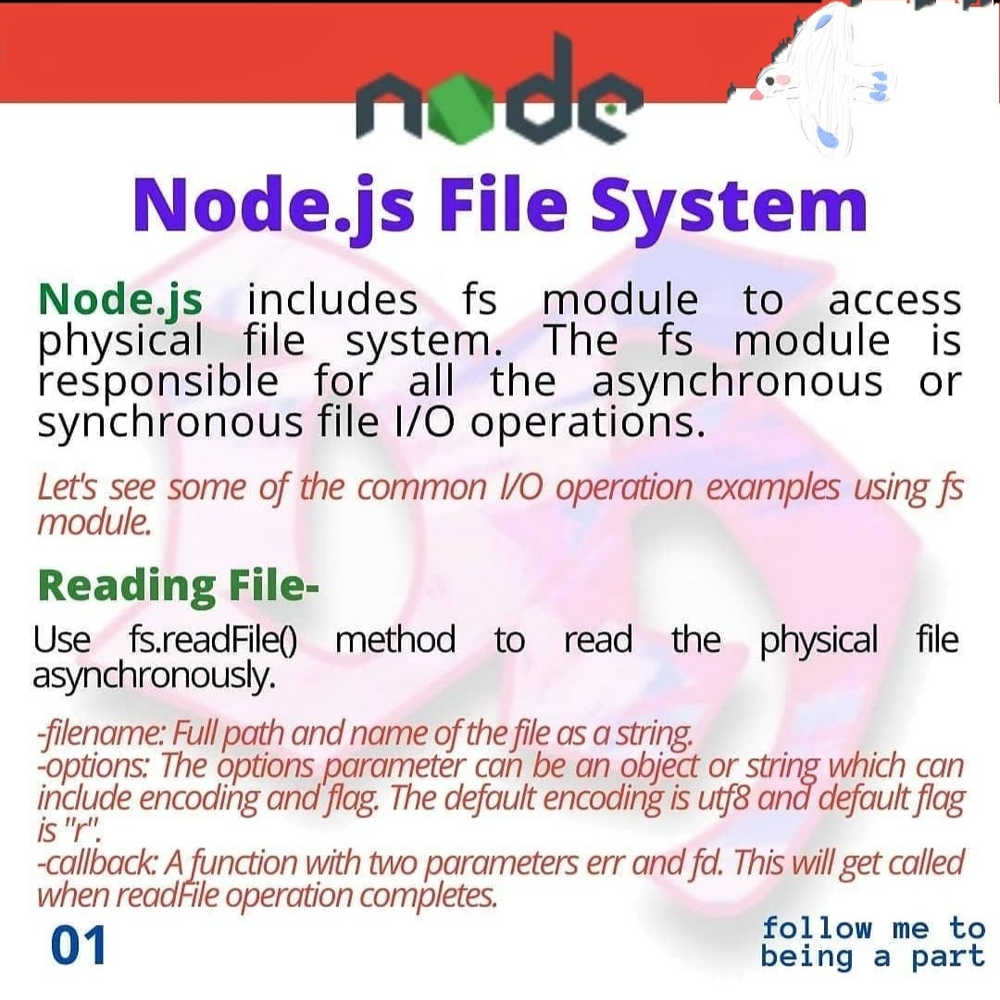 node
Node.js File System
Node.js includes fs module to access
physical file system. The fs module is
responsible for all the asynchronous or
synchronous file I/O operations.
Let's see some of the common I/O operation examples using fs
module.
Reading File-
Use fs.readFile() method to read the physical file
asynchronously.
-filename: Full path and name of the file as a string.
-options: The options parameter can be an object or string which can
include encoding and flag. The default encoding is utf8 and default flag
is "r".
-callback: A function with two parameters err and fd. This will get called
when readFile operation completes.
01
follow me to
being a part